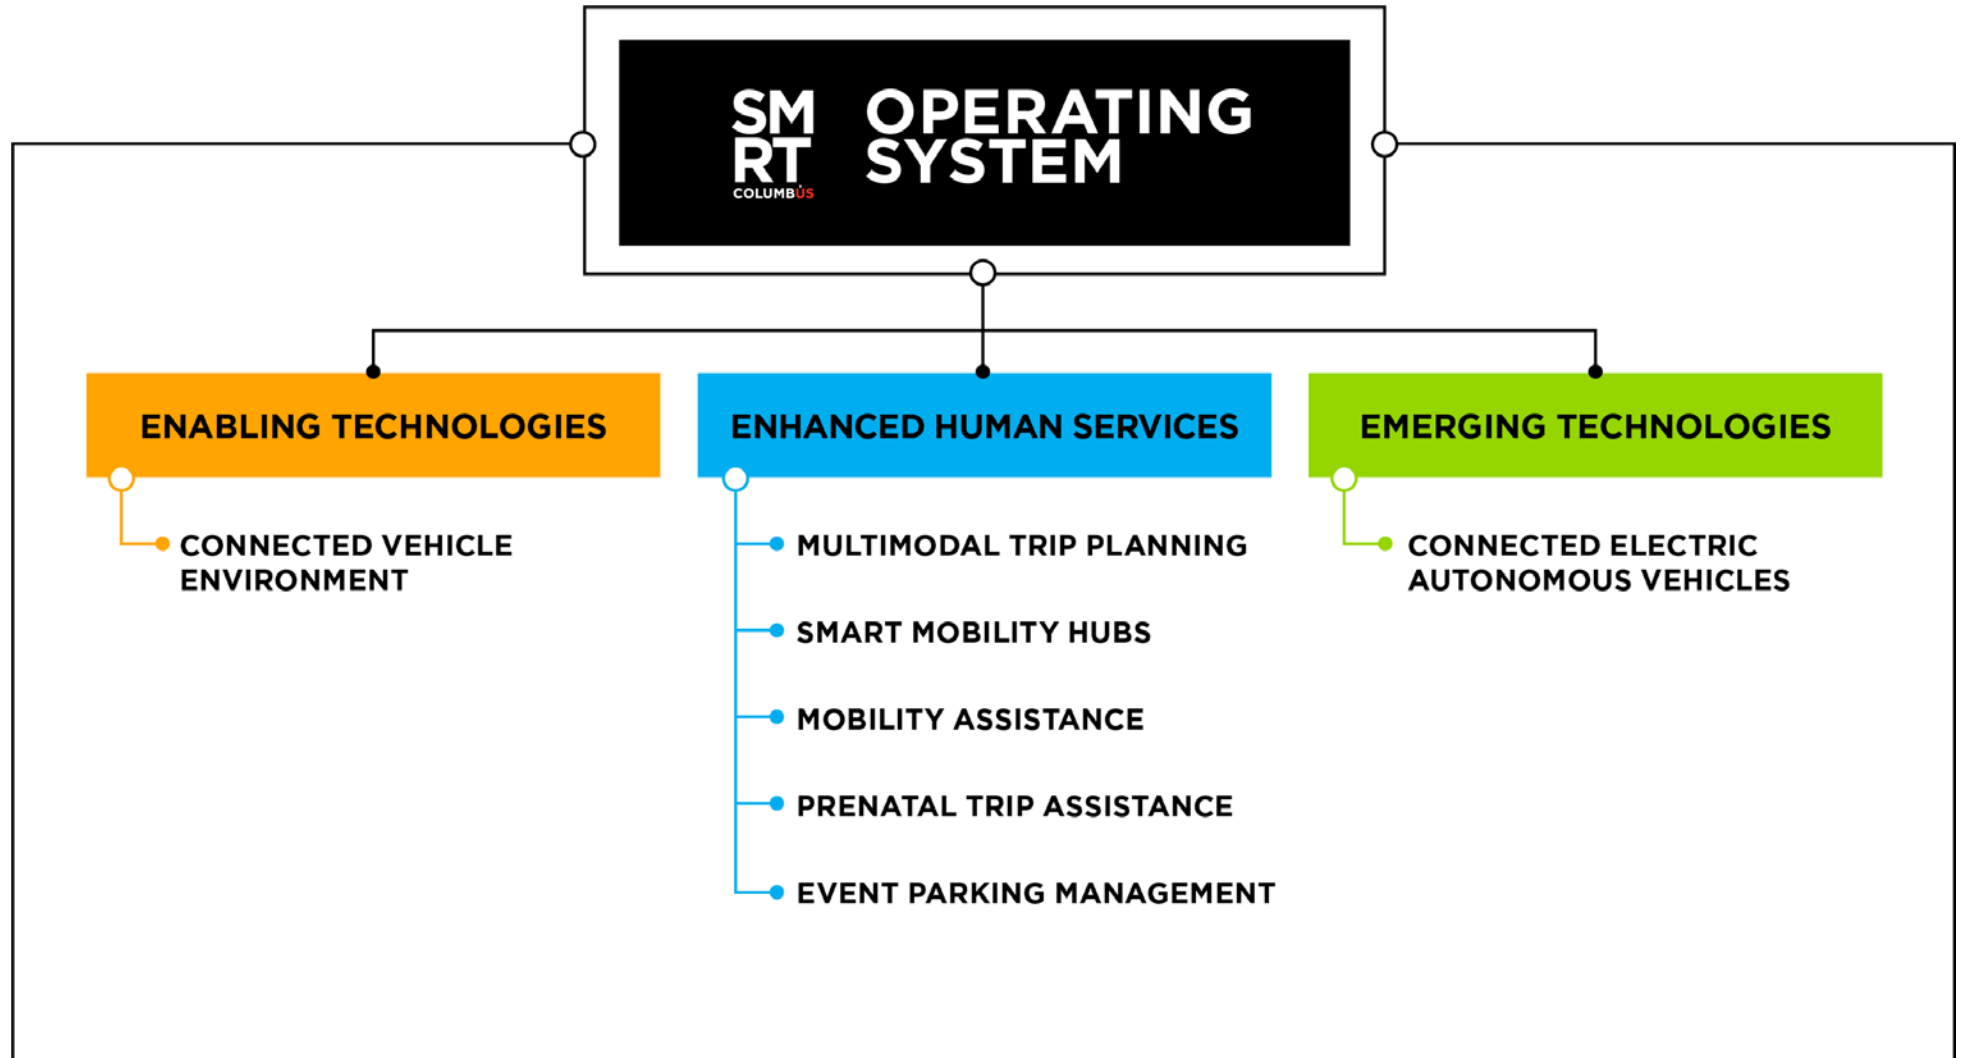 SM
RT
COLUMBUS
OPERATING
SYSTEM
ENABLING TECHNOLOGIES
CONNECTED VEHICLE
ENVIRONMENT
ENHANCED HUMAN SERVICES
MULTIMODAL TRIP PLANNING
SMART MOBILITY HUBS
MOBILITY ASSISTANCE
PRENATAL TRIP ASSISTANCE
EVENT PARKING MANAGEMENT
EMERGING TECHNOLOGIES
CONNECTED ELECTRIC
AUTONOMOUS VEHICLES